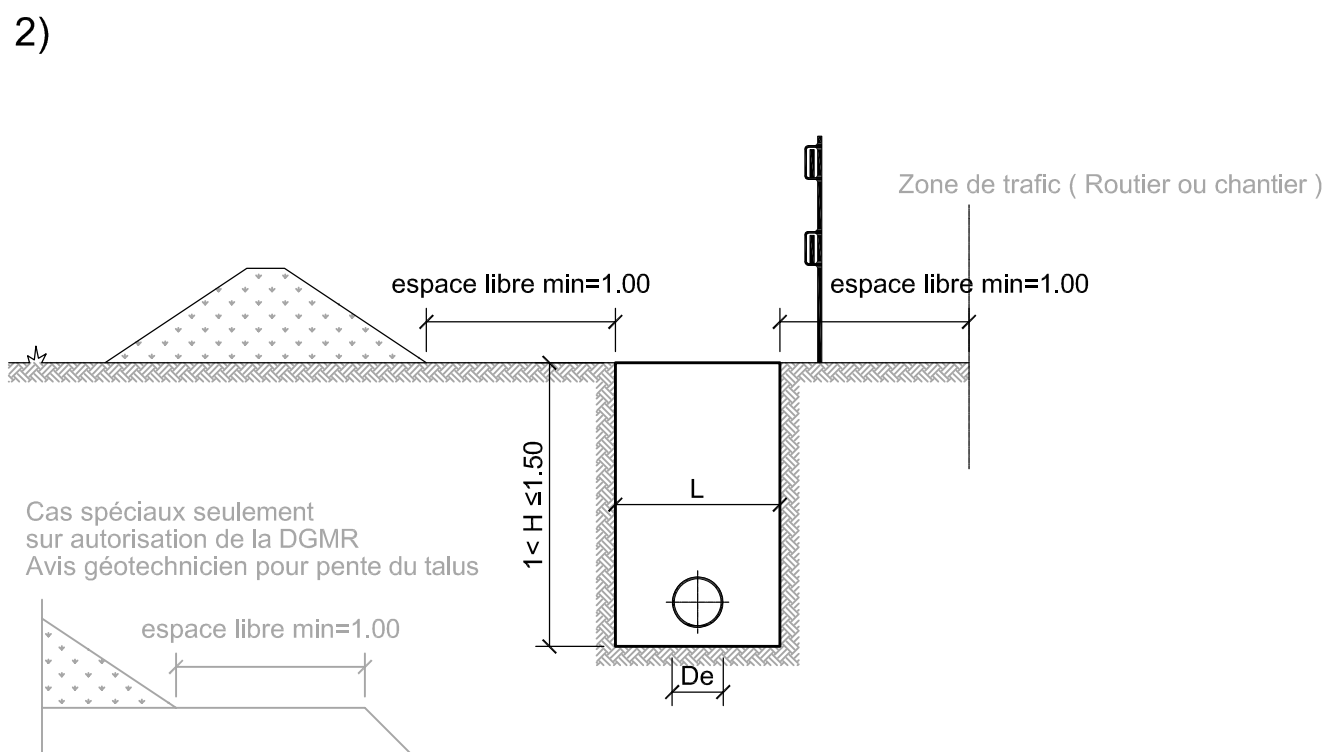 2)
Zone de trafic ( Routier ou chantier )
espace libre min=1.00
espace libre min=1.00
1< H ≤1.50
L
De
Cas spéciaux seulement
sur autorisation de la DGMR
Avis géotechnicien pour pente du talus
espace libre min=1.00